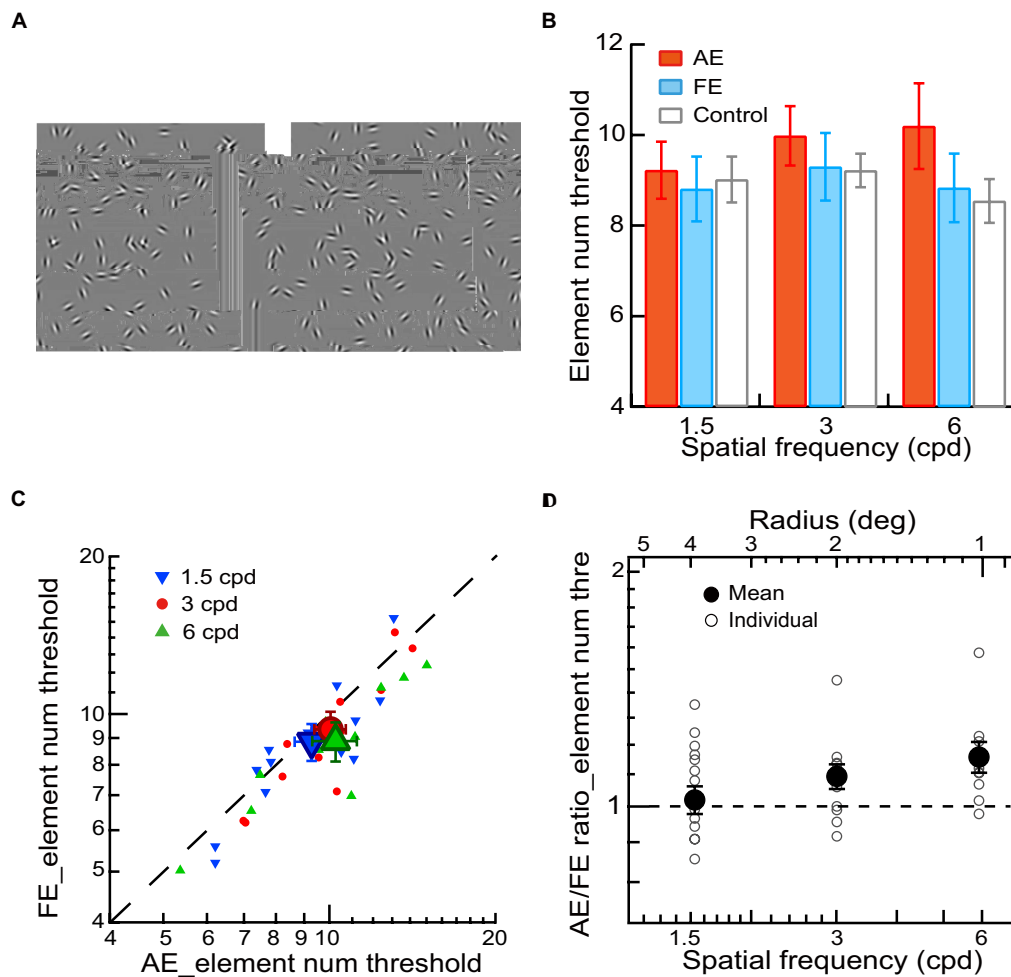 A
B
12
10
8
6
4
Element num threshold
AE
FE
Control
1.5 3 6
Spatial frequency (cpd)
C
20
10
9
8
7
6
5
4
FE_element num threshold
1.5 cpd
3 cpd
6 cpd
4 5 6 7 8 9 10 20
AE_element num threshold
D
Radius (deg)
5 4 3 2 1
2
1
AE/FE ratio_element num thre
Mean
Individual
1.5 3 6
Spatial frequency (cpd)